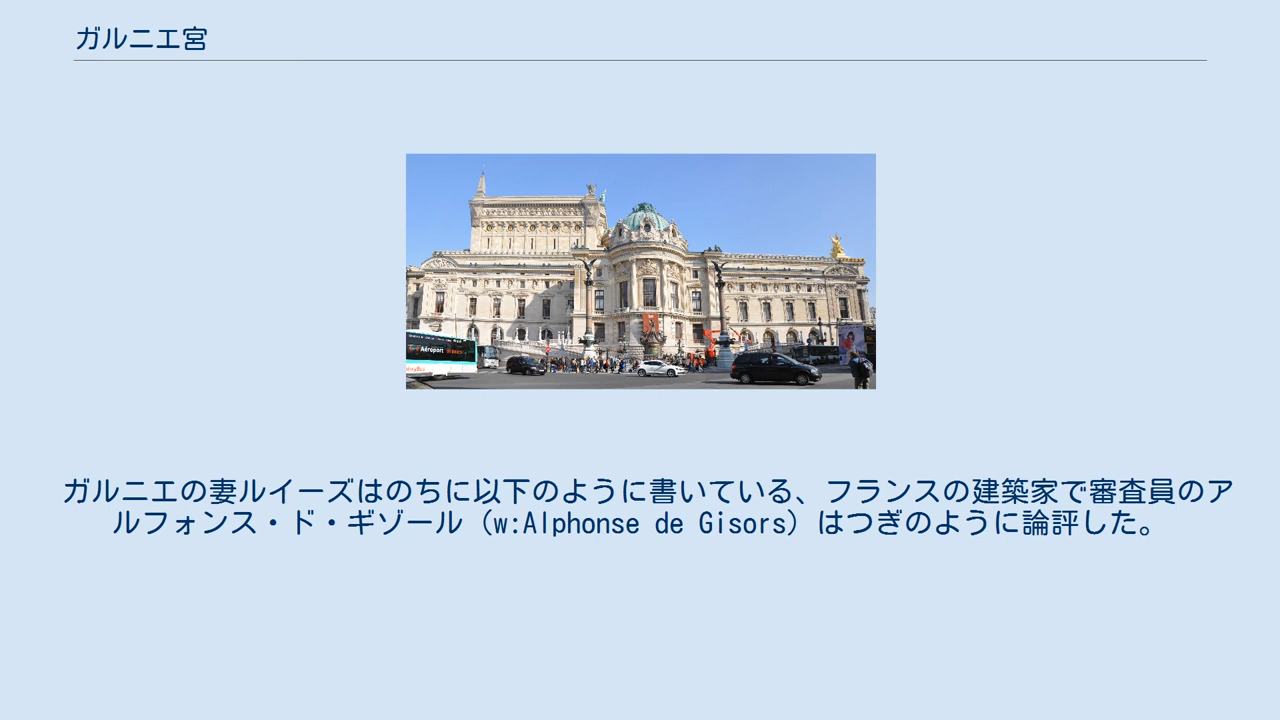 ガルニエ宮
Aéroport
ガルニエの妻ルイーズはのちに以下のように書いている、フランスの建築家で審査員のア
ルフォンス・ド・ギゾール（w:Alphonse de Gisors）はつぎのように論評した。